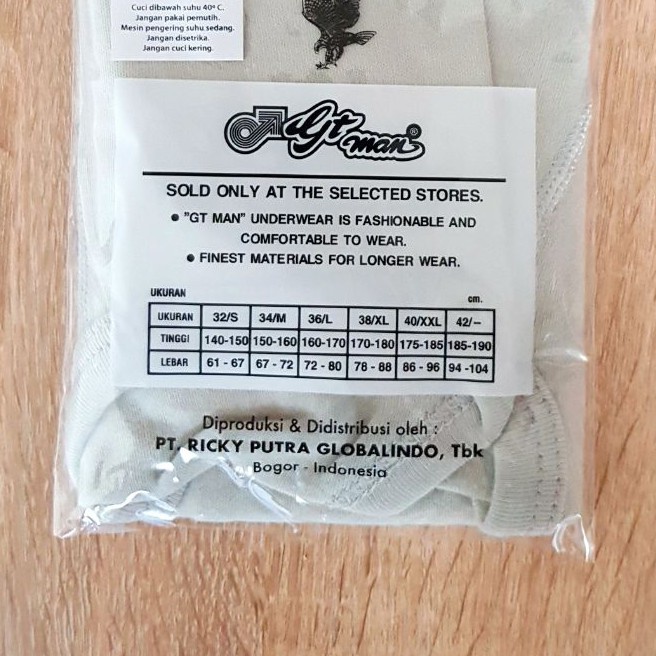 Cuci dibawah suhu 40° C.
Jangan pakai pemutih.
Mesin pengering suhu sedang.
Jangan disetrika.
Jangan cuci kering.
Gt man®
SOLD ONLY AT THE SELECTED STORES.
● "GT MAN" UNDERWEAR IS FASHIONABLE AND
COMFORTABLE TO WEAR.
● FINEST MATERIALS FOR LONGER WEAR.
UKURAN cm.
UKURAN 32/S 34/M 36/L 38/XL 40/XXL 42/–
TINGGI 140-150 150-160 160-170 170-180 175-185 185-190
LEBAR 61 - 67 67 - 72 72 - 80 78 - 88 86 - 96 94 -104
Diproduksi & Didistribusi oleh :
PT. RICKY PUTRA GLOBALINDO, Tbk
Bogor - Indonesia